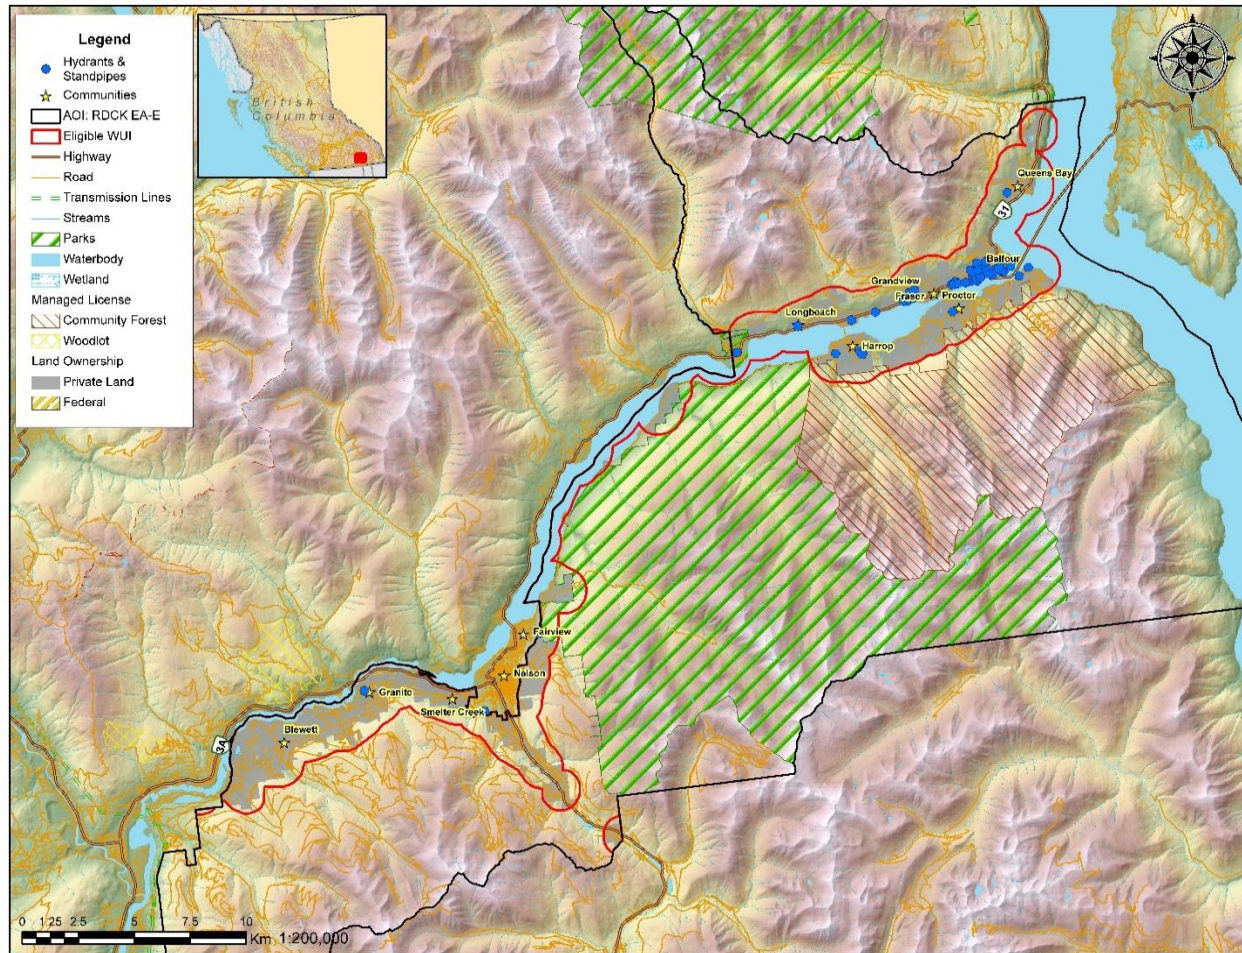 Legend
Hydrants &
Standpipes
Communities
AOI: RDCK EA-E
Eligible WUI
Highway
Road
Transmission Lines
Streams
Parks
Waterbody
Wetland
Managed License
Community Forest
Woodlot
Land Ownership
Private Land
Federal
British
Columbia
Queens Bay
31
Balfour
Grandview
Fraser
Proctor
Longbeach
Harrop
Fairview
Nelson
Granite
Smelter Creek
Blewett
3A
0 1.25 2.5 5 7.5 10
Km 1:200,000